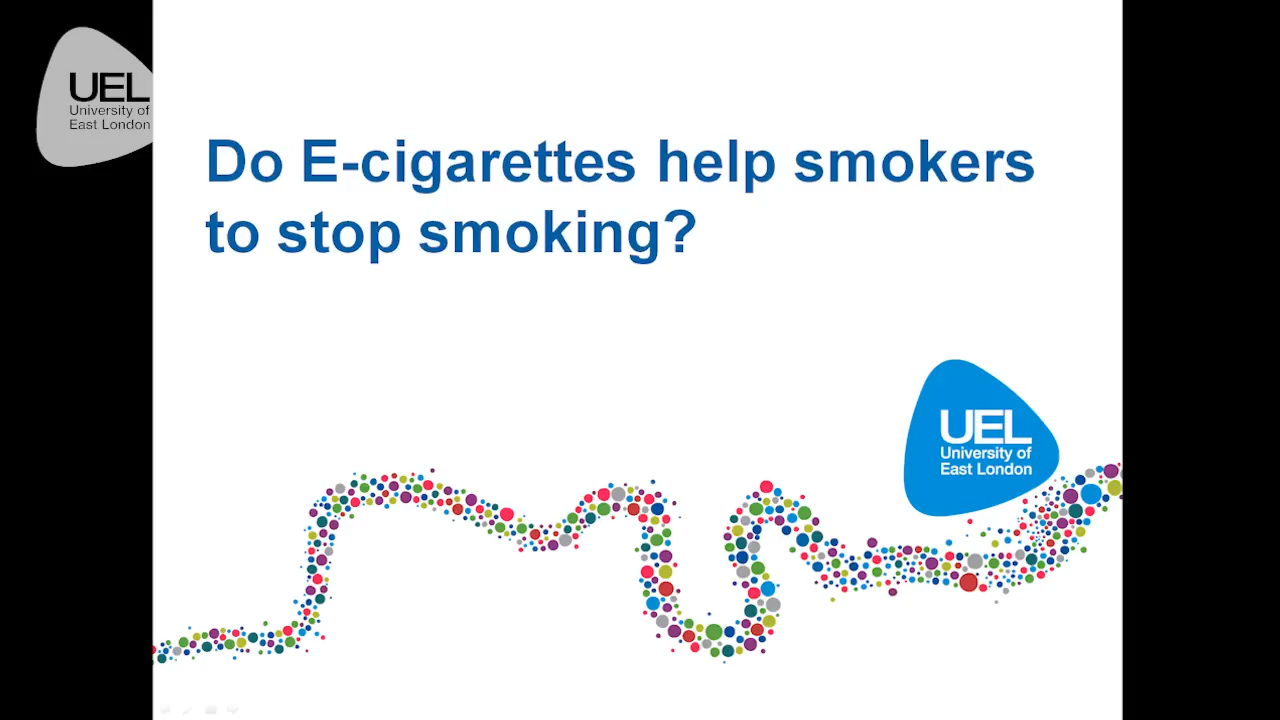 UEL
University of
East London
Do E-cigarettes help smokers
to stop smoking?
UEL
University of
East London